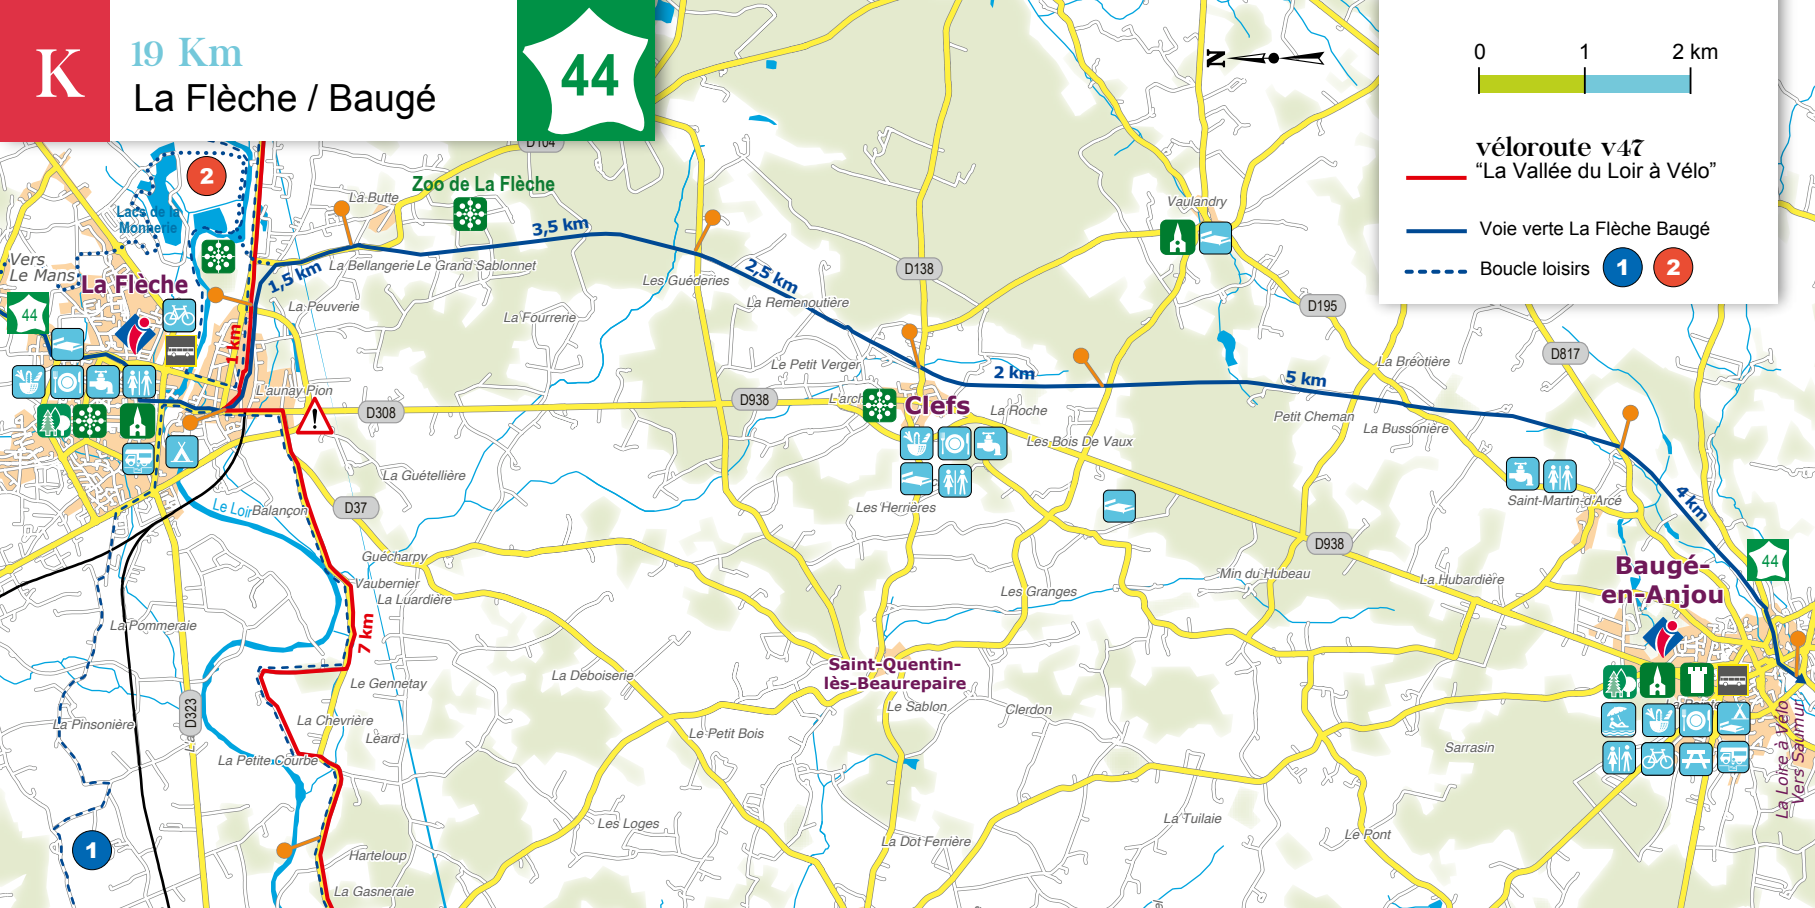 K
19 Km
La Flèche / Baugé
44
N
0 1 2 km
véloroute v47
“La Vallée du Loir à Vélo”
Voie verte La Flèche Baugé
Boucle loisirs 1 2
D104
2
Lacs de la
Monnerie
La Butte
Zoo de La Flèche
3,5 km
Vaulandry
Vers
Le Mans
La Flèche
44
1,5 km
La Bellangerie
Le Grand Sablonnet
La Peuverie
La Fourrerie
Les Guéderies
2,5 km
La Remenoutière
D138
D195
1 km
Le Petit Verger
La Bréotière
D817
L'aunay Pion
D308
D938
L'arch
Clefs
2 km
La Roche
5 km
Petit Cheman
La Bussonière
Les Bois De Vaux
La Guétellière
Le Loir
Balançon
D37
Les Herrières
Saint-Martin-d'Arcé
4 km
D938
44
Guécharpy
Vaubernier
La Luardière
Les Granges
Min du Hubeau
La Hubardière
Baugé-
en-Anjou
La Pommeraie
7 km
Saint-Quentin-
lès-Beaurepaire
La Déboiserie
Le Gennetay
Le Sablon
Clerdon
D323
La Pinsonière
La Chevrière
Léard
Le Petit Bois
Sarrasin
La Petite Courbe
La Loire à Vélo
Vers Saumur
1
Les Loges
La Tuilaie
Le Pont
Harteloup
La Dot Ferrière
La Gasneraie